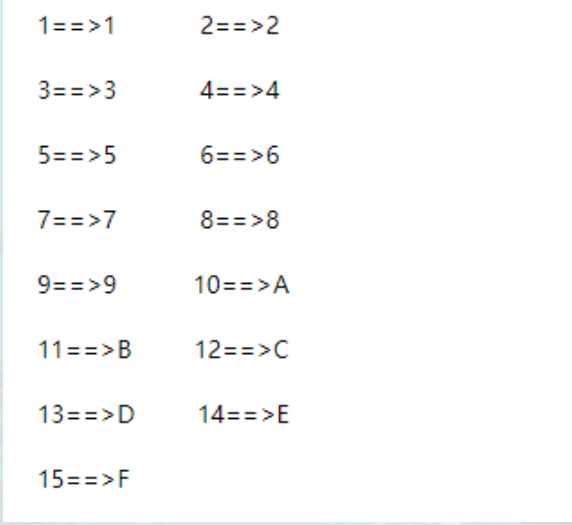 1==>1 2==>2
3==>3 4==>4
5==>5 6==>6
7==>7 8==>8
9==>9 10==>A
11==>B 12==>C
13==>D 14==>E
15==>F